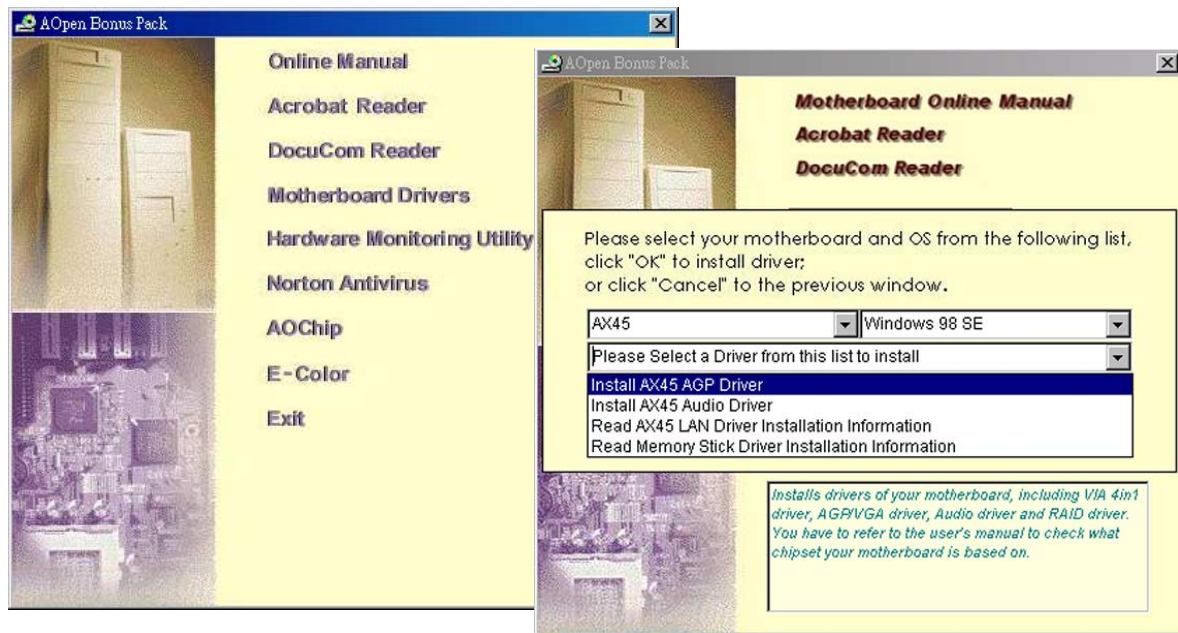 AOpen Bonus Pack
Online Manual
Acrobat Reader
DocuCom Reader
Motherboard Drivers
Hardware Monitoring Utility
Norton Antivirus
AOChip
E-Color
Exit
AOpen Bonus Pack
Motherboard Online Manual
Acrobat Reader
DocuCom Reader
Please select your motherboard and OS from the following list,
click "OK" to install driver;
or click "Cancel" to the previous window.
AX45
Windows 98 SE
Please Select a Driver from this list to install
Install AX45 AGP Driver
Install AX45 Audio Driver
Read AX45 LAN Driver Installation Information
Read Memory Stick Driver Installation Information
Installs drivers of your motherboard, including VIA 4in1
driver, AGP/VGA driver, Audio driver and RAID driver.
You have to refer to the user's manual to check what
chipset your motherboard is based on.